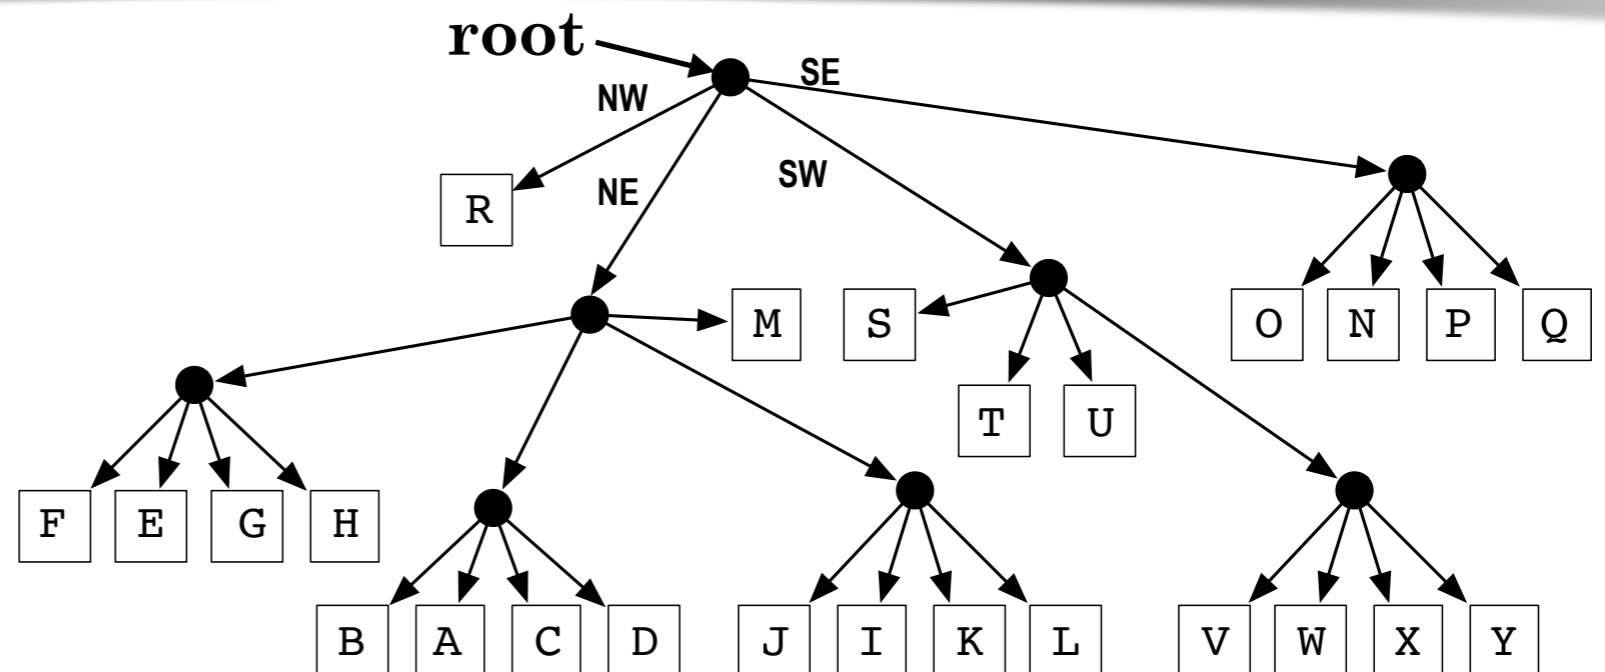 root
SE
NW
SW
NE
R
M S O N P Q
T U
F E G H
B A C D J I K L V W X Y